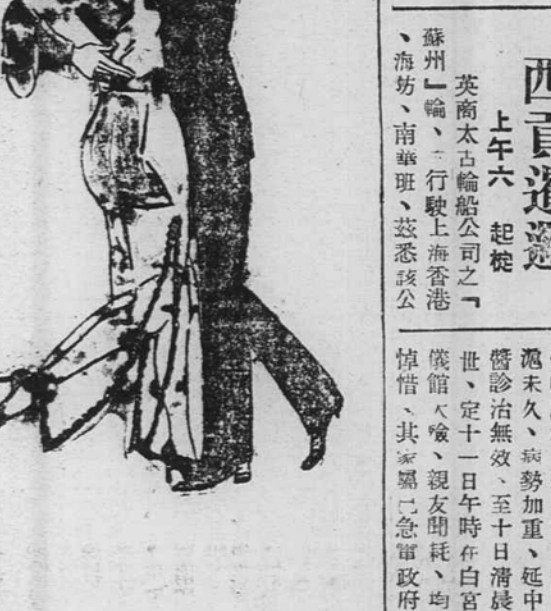 西貢暹邏
上午六　起椗
英商太古輪船公司之「
蘇州」輪、　行駛上海香港
、海防、南華班、茲悉該公
滬未久、病勢加重、延中
醫診治無效、至十日清晨
世、定十一日午時在白宮
儀館大殮、親友聞耗、均
悼惜、其家屬已急電政府